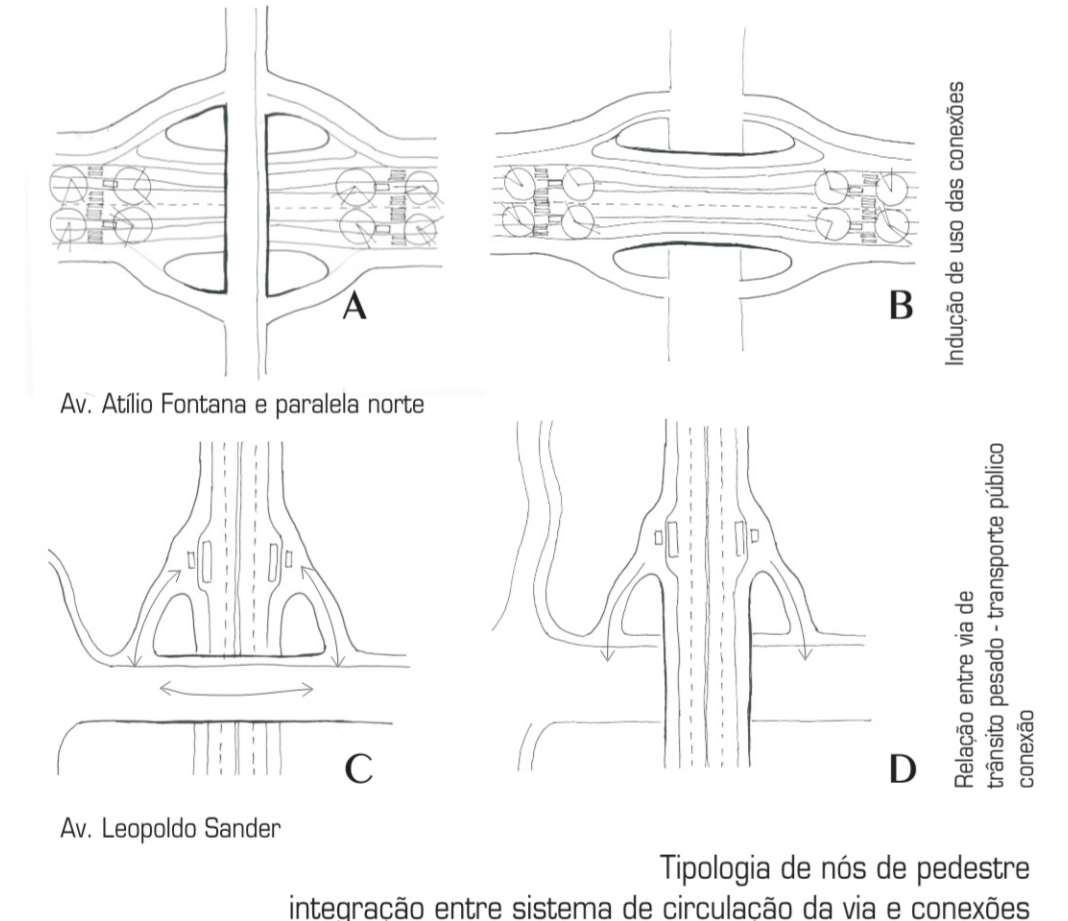 A
B
Indução de uso das conexões
Av. Atílio Fontana e paralela norte
C
D
Relação entre via de
trânsito pesado - transporte público
conexão
Av. Leopoldo Sander
Tipologia de nós de pedestre
integração entre sistema de circulação da via e conexões